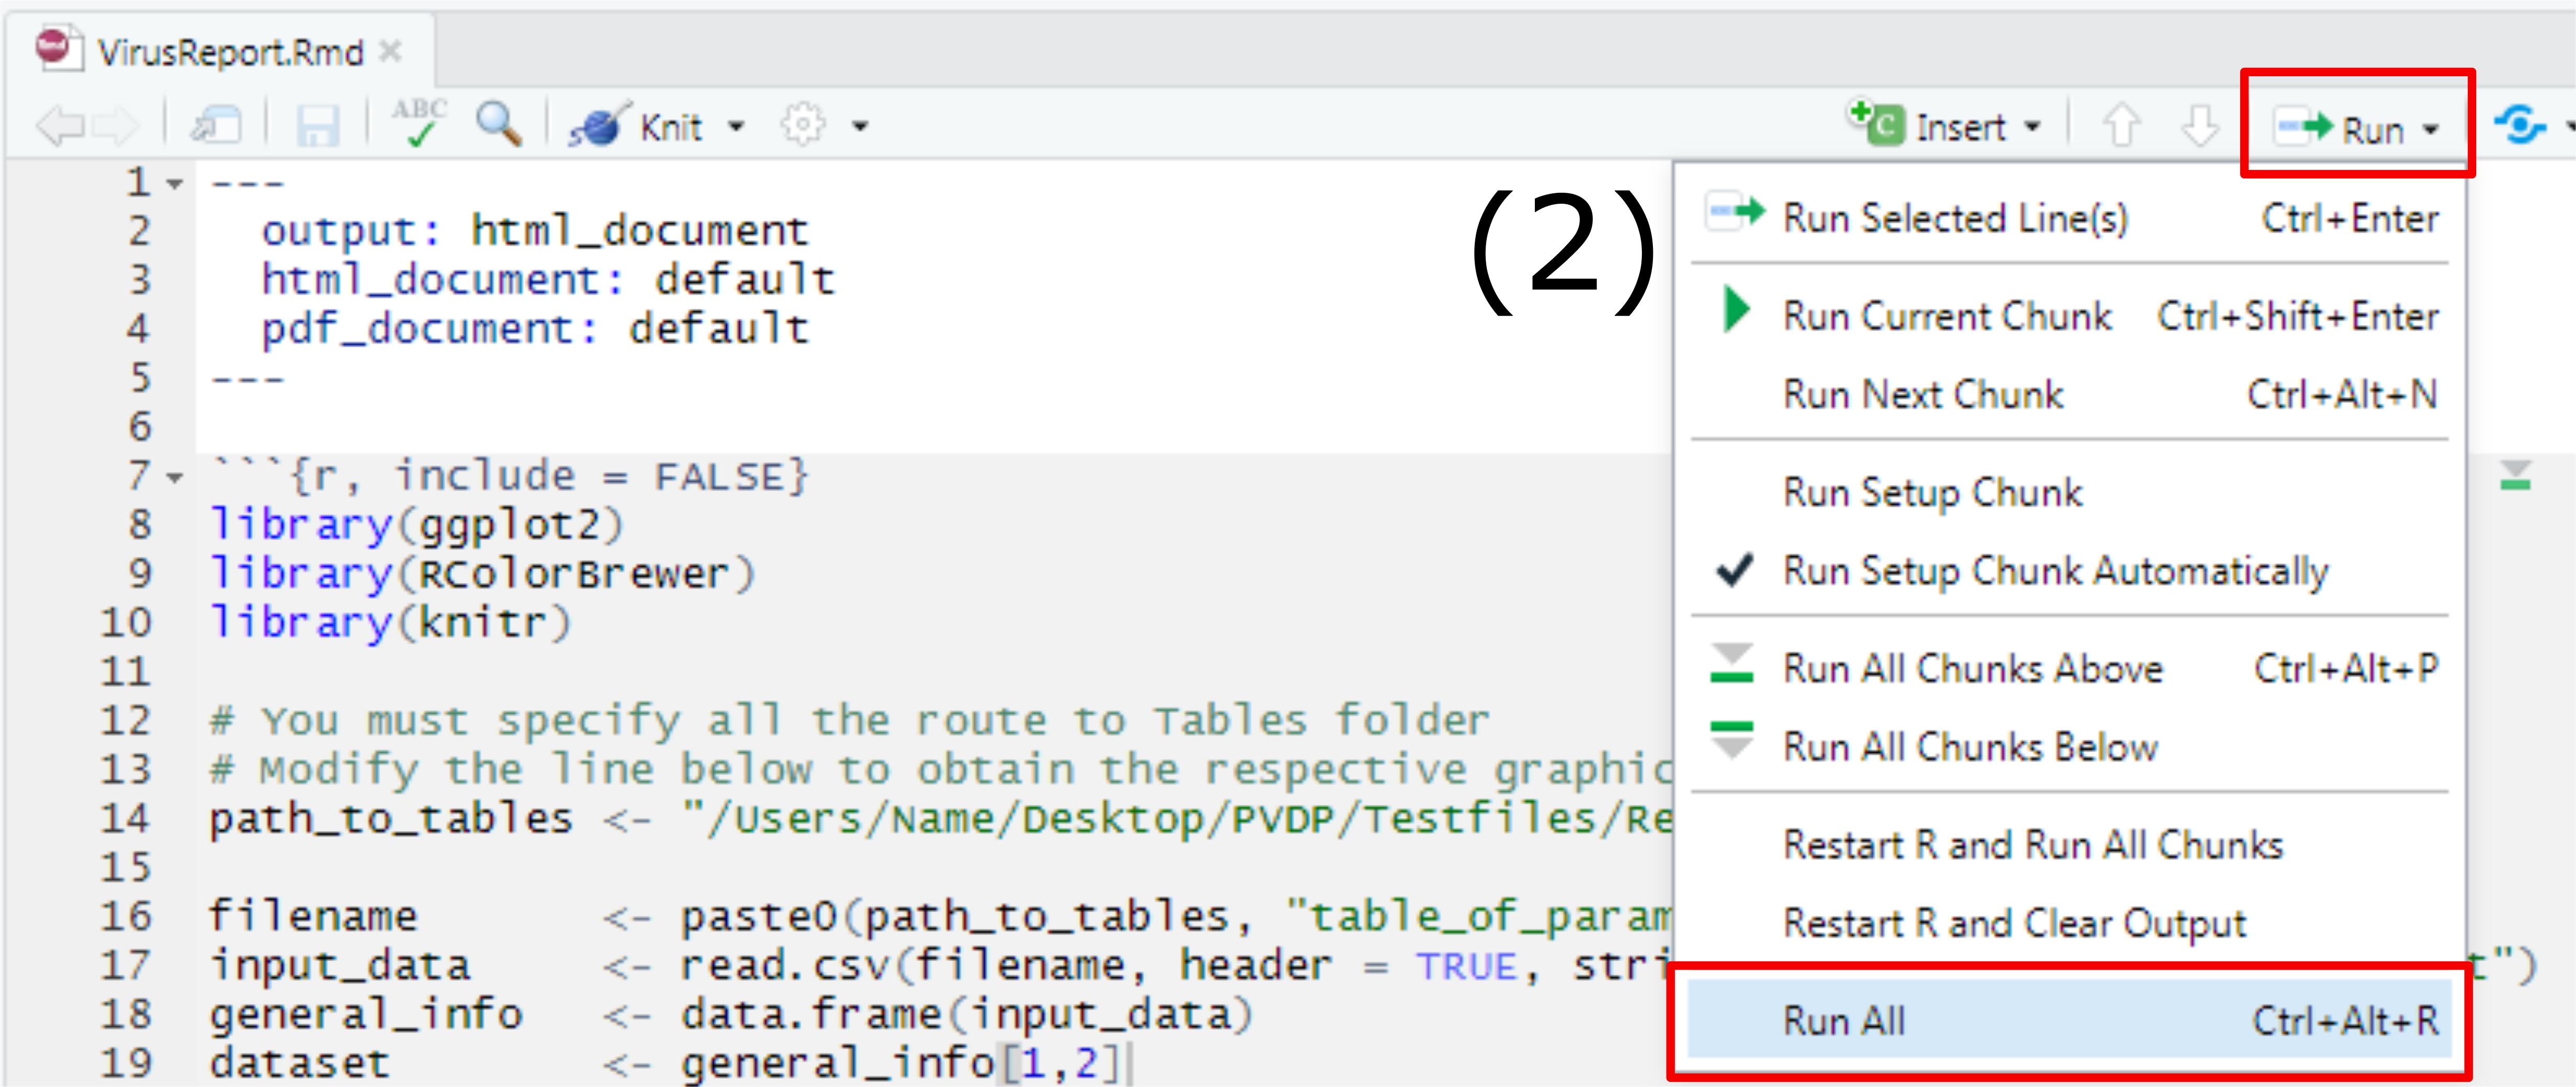 VirusReport.Rmd
ABC Knit Insert Run
(2)
1 ---
2 output: html_document
3 html_document: default
4 pdf_document: default
5 ---
6
7 ```{r, include = FALSE}
8 library(ggplot2)
9 library(RColorBrewer)
10 library(knitr)
11
12 # You must specify all the route to Tables folder
13 # Modify the line below to obtain the respective graphic
14 path_to_tables <- "/Users/Name/Desktop/PVDP/Testfiles/Re
15
16 filename <- paste0(path_to_tables, "table_of_param
17 input_data <- read.csv(filename, header = TRUE, stri t")
18 general_info <- data.frame(input_data)
19 dataset <- general_info[1,2]
Run Selected Line(s) Ctrl+Enter
Run Current Chunk Ctrl+Shift+Enter
Run Next Chunk Ctrl+Alt+N
Run Setup Chunk
Run Setup Chunk Automatically
Run All Chunks Above Ctrl+Alt+P
Run All Chunks Below
Restart R and Run All Chunks
Restart R and Clear Output
Run All Ctrl+Alt+R